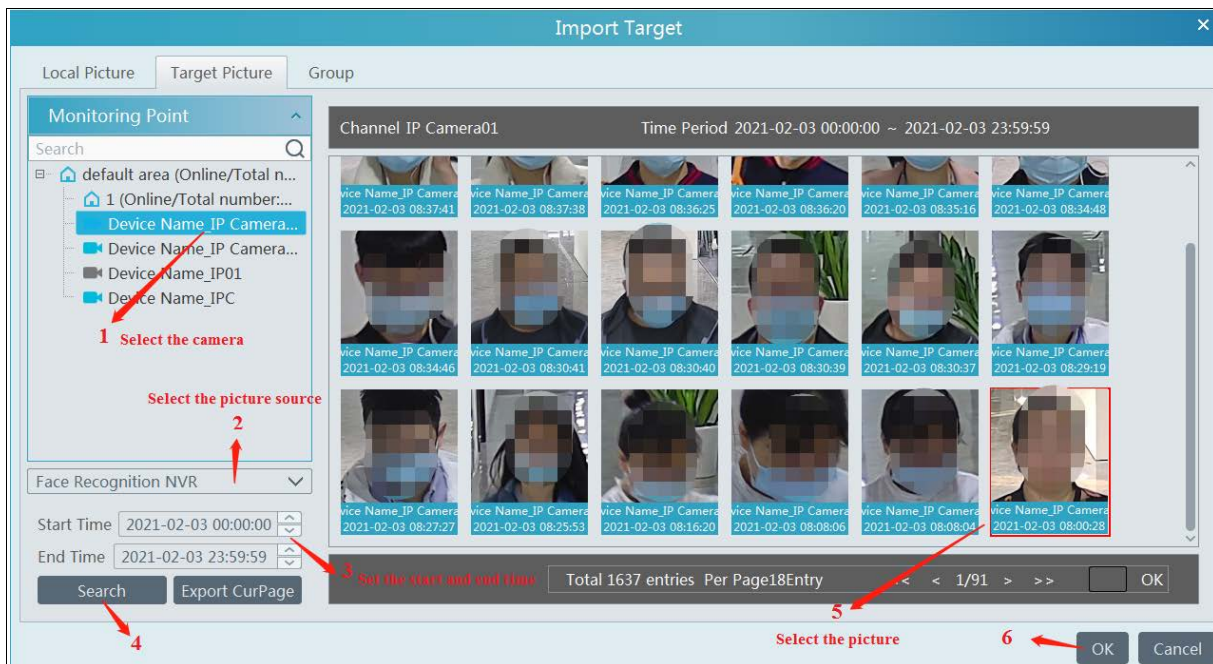 Import Target
Local Picture Target Picture Group
Monitoring Point
Channel IP Camera01 Time Period 2021-02-03 00:00:00 ~ 2021-02-03 23:59:59
Search
default area (Online/Total n...
1 (Online/Total number:...
Device Name_IP Camera...
Device Name_IP Camera...
Device Name_IP01
Device Name_IPC
1 Select the camera
Select the picture source
2
Face Recognition NVR
Start Time 2021-02-03 00:00:00
End Time 2021-02-03 23:59:59
3 Set the start and end time
Search Export CurPage
4
vice Name_IP Camera vice Name_IP Camera vice Name_IP Camera vice Name_IP Camera vice Name_IP Camera vice Name_IP Camera
2021-02-03 08:37:41 2021-02-03 08:37:38 2021-02-03 08:36:25 2021-02-03 08:36:20 2021-02-03 08:35:16 2021-02-03 08:34:48
vice Name_IP Camera vice Name_IP Camera vice Name_IP Camera vice Name_IP Camera vice Name_IP Camera vice Name_IP Camera
2021-02-03 08:34:46 2021-02-03 08:30:41 2021-02-03 08:30:40 2021-02-03 08:30:39 2021-02-03 08:30:37 2021-02-03 08:29:19
vice Name_IP Camera vice Name_IP Camera vice Name_IP Camera vice Name_IP Camera vice Name_IP Camera vice Name_IP Camera
2021-02-03 08:27:27 2021-02-03 08:25:53 2021-02-03 08:16:20 2021-02-03 08:08:06 2021-02-03 08:08:04 2021-02-03 08:00:28
Total 1637 entries Per Page18Entry < 1/91 > >> OK
5
Select the picture
6
OK Cancel